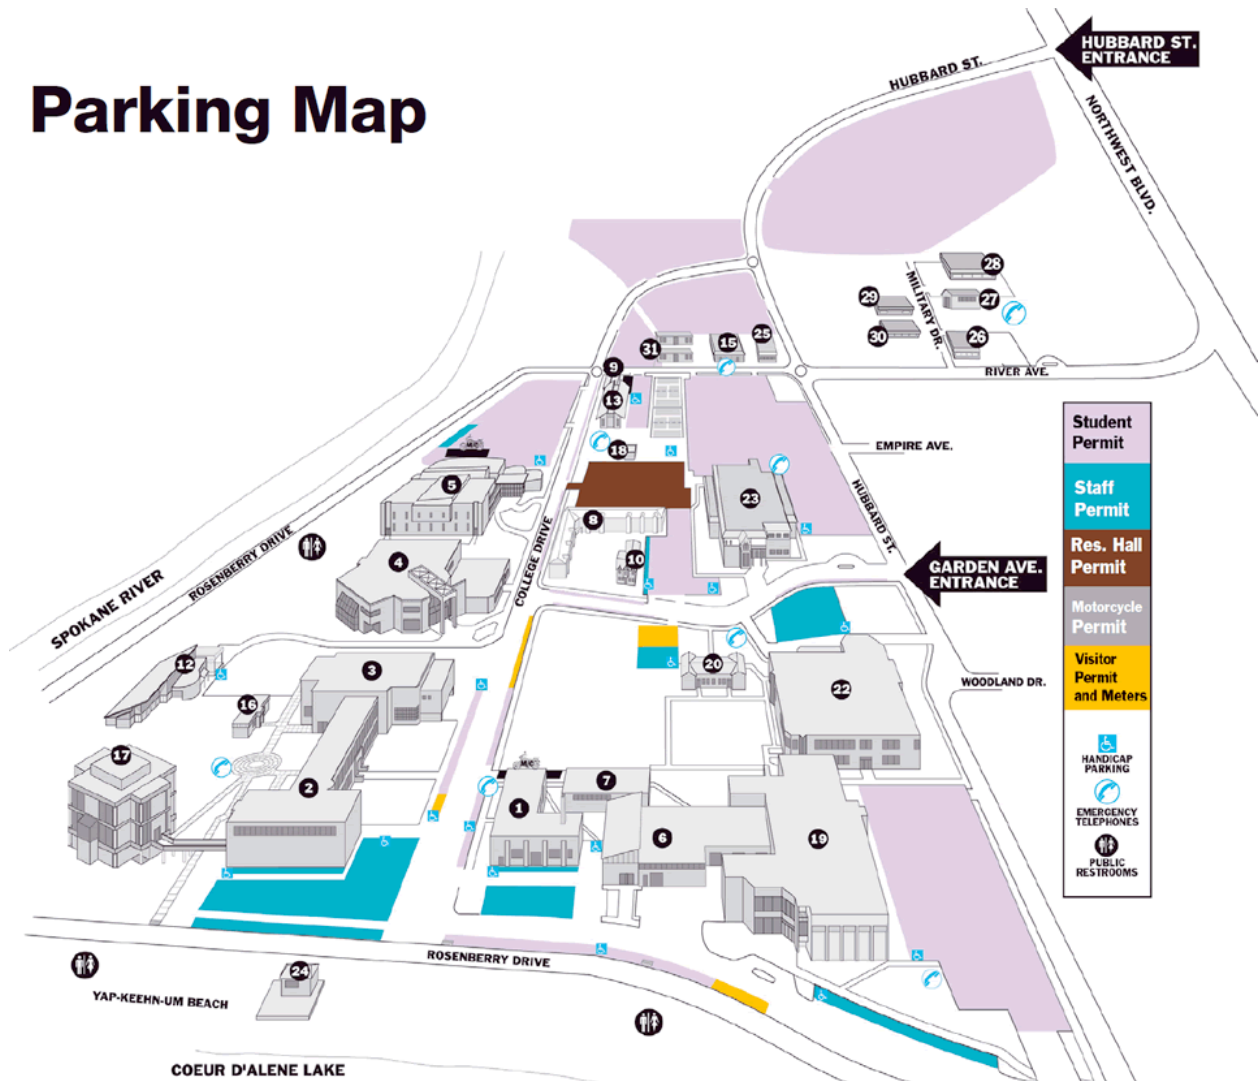 Parking Map
HUBBARD ST.
ENTRANCE
HUBBARD ST.
NORTHWEST BLVD.
28
MILITARY DR.
27
29
30
26
31
15
25
9
RIVER AVE.
13
Student
Permit
M/C
18
EMPIRE AVE.
5
23
HUBBARD ST.
Staff
Permit
8
ROSENBERRY DRIVE
COLLEGE DRIVE
10
Res. Hall
Permit
4
GARDEN AVE.
ENTRANCE
SPOKANE RIVER
Motorcycle
Permit
12
3
20
22
WOODLAND DR.
Visitor
Permit
and Meters
16
17
M/C
HANDICAP
PARKING
2
7
1
6
19
EMERGENCY
TELEPHONES
PUBLIC
RESTROOMS
ROSENBERRY DRIVE
24
YAP-KEEHN-UM BEACH
COEUR D'ALENE LAKE